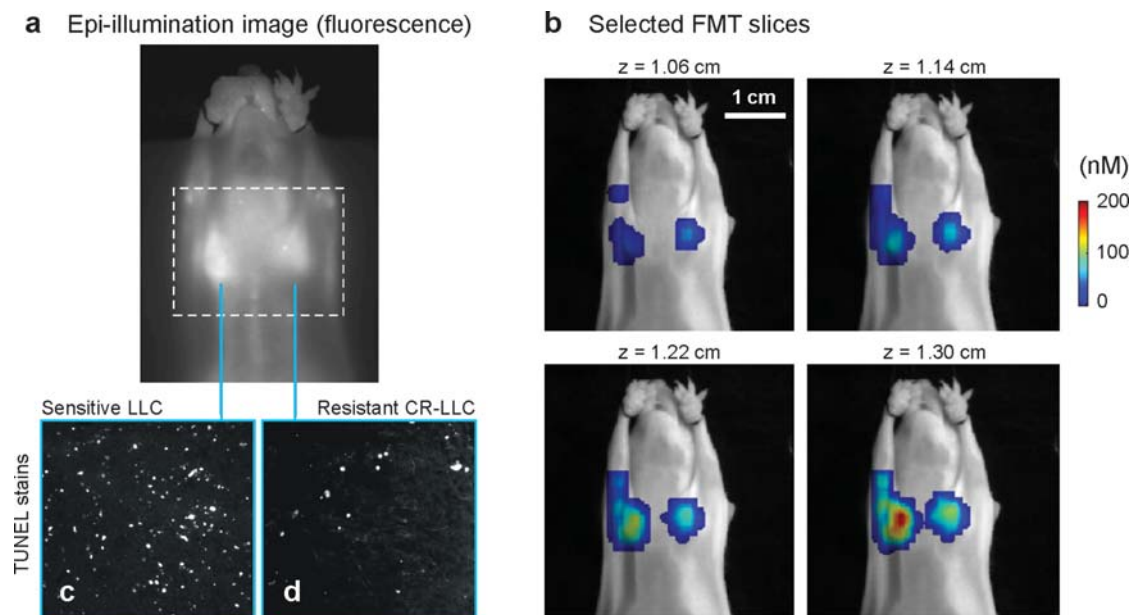 a Epi-illumination image (fluorescence)
b Selected FMT slices
z = 1.06 cm
z = 1.14 cm
1 cm
(nM)
200
100
0
z = 1.22 cm
z = 1.30 cm
Sensitive LLC
Resistant CR-LLC
TUNEL stains
c
d